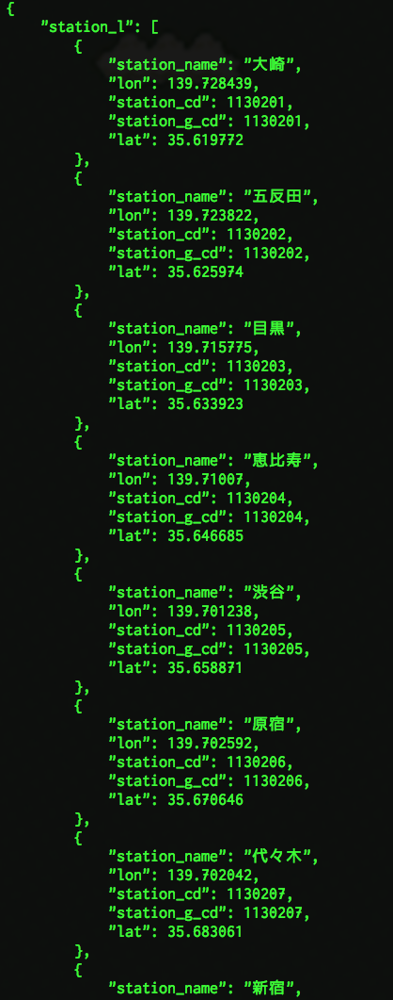 {
"station_l": [
{
"station_name": "大崎",
"lon": 139.728439,
"station_cd": 1130201,
"station_g_cd": 1130201,
"lat": 35.619772
},
{
"station_name": "五反田",
"lon": 139.723822,
"station_cd": 1130202,
"station_g_cd": 1130202,
"lat": 35.625974
},
{
"station_name": "目黒",
"lon": 139.715775,
"station_cd": 1130203,
"station_g_cd": 1130203,
"lat": 35.633923
},
{
"station_name": "恵比寿",
"lon": 139.71007,
"station_cd": 1130204,
"station_g_cd": 1130204,
"lat": 35.646685
},
{
"station_name": "渋谷",
"lon": 139.701238,
"station_cd": 1130205,
"station_g_cd": 1130205,
"lat": 35.658871
},
{
"station_name": "原宿",
"lon": 139.702592,
"station_cd": 1130206,
"station_g_cd": 1130206,
"lat": 35.670646
},
{
"station_name": "代々木",
"lon": 139.702042,
"station_cd": 1130207,
"station_g_cd": 1130207,
"lat": 35.683061
},
{
"station_name": "新宿",